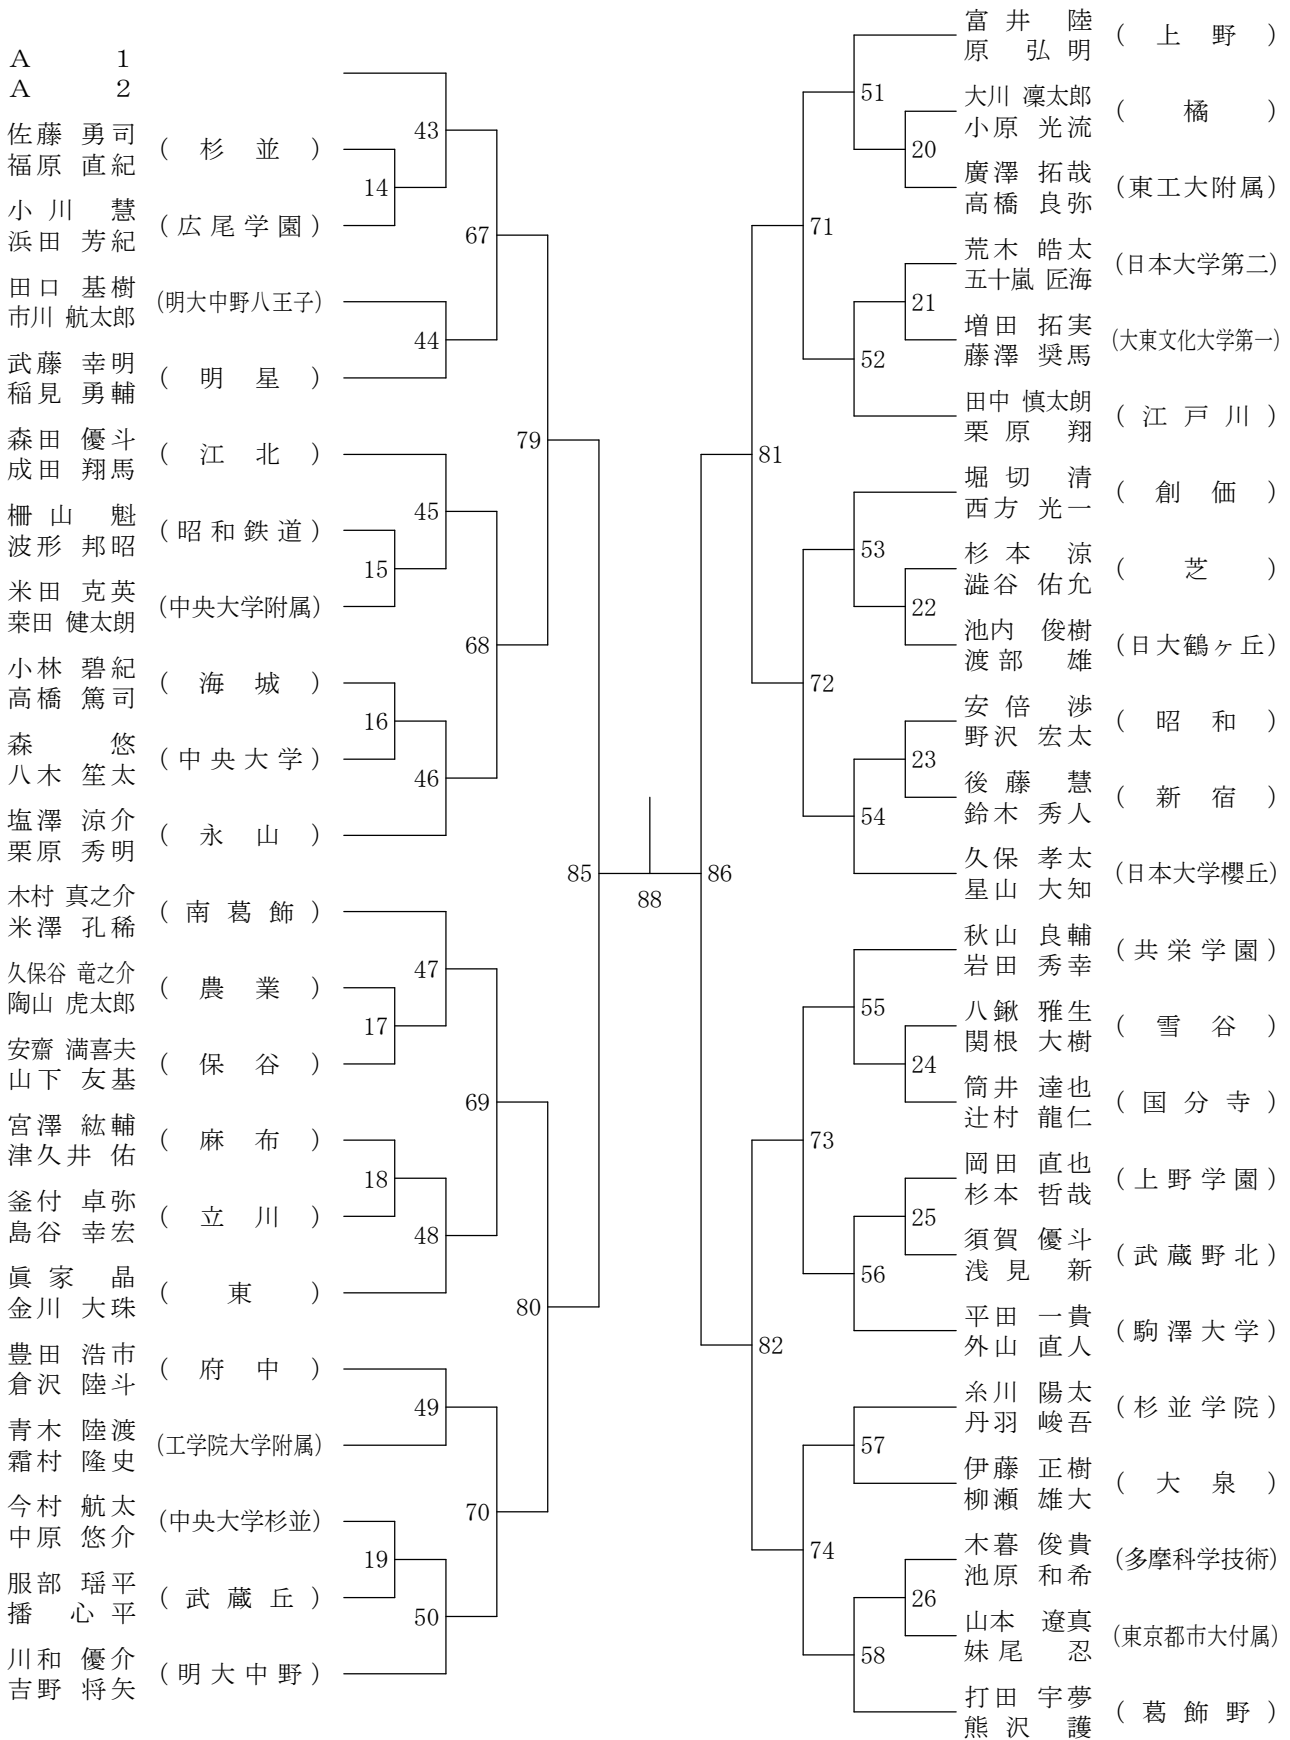 A 1
A 2
佐藤 勇司
福原 直紀
( 杉 並 )
小川 慧
浜田 芳紀
( 広尾学園 )
田口 基樹
市川 航太郎
(明大中野八王子)
武藤 幸明
稲見 勇輔
( 明 星 )
森田 優斗
成田 翔馬
( 江 北 )
柵山 魁
波形 邦昭
( 昭和鉄道 )
米田 克英
桒田 健太朗
(中央大学附属)
小林 碧紀
高橋 篤司
( 海 城 )
森 悠
八木 笙太
( 中央大学 )
塩澤 涼介
栗原 秀明
( 永 山 )
木村 真之介
米澤 孔稀
( 南葛飾 )
久保谷 竜之介
陶山 虎太郎
( 農 業 )
安齋 満喜夫
山下 友基
( 保 谷 )
宮澤 紘輔
津久井 佑
( 麻 布 )
釜付 卓弥
島谷 幸宏
( 立 川 )
眞家 晶
金川 大珠
( 東 )
豊田 浩市
倉沢 陸斗
( 府 中 )
青木 陸渡
霜村 隆史
(工学院大学附属)
今村 航太
中原 悠介
(中央大学杉並)
服部 瑶平
播 心平
( 武蔵丘 )
川和 優介
吉野 将矢
( 明大中野 )
14
15
16
17
18
19
43
44
45
46
47
48
49
50
67
68
69
70
79
80
85
88
86
81
82
71
72
73
74
51
52
53
54
55
56
57
58
20
21
22
23
24
25
26
富井 陸
原 弘明
( 上 野 )
大川 凜太郎
小原 光流
( 橘 )
廣澤 拓哉
高橋 良弥
(東工大附属)
荒木 皓太
五十嵐 匠海
(日本大学第二)
増田 拓実
藤澤 奨馬
(大東文化大学第一)
田中 慎太朗
栗原 翔
( 江戸川 )
堀切 清
西方 光一
( 創 価 )
杉本 涼
澁谷 佑允
( 芝 )
池内 俊樹
渡部 雄
(日大鶴ヶ丘)
安倍 渉
野沢 宏太
( 昭 和 )
後藤 慧
鈴木 秀人
( 新 宿 )
久保 孝太
星山 大知
(日本大学櫻丘)
秋山 良輔
岩田 秀幸
( 共栄学園 )
八鍬 雅生
関根 大樹
( 雪 谷 )
筒井 達也
辻村 龍仁
( 国分寺 )
岡田 直也
杉本 哲哉
( 上野学園 )
須賀 優斗
浅見 新
( 武蔵野北 )
平田 一貴
外山 直人
( 駒澤大学 )
糸川 陽太
丹羽 峻吾
( 杉並学院 )
伊藤 正樹
柳瀬 雄大
( 大 泉 )
木暮 俊貴
池原 和希
(多摩科学技術)
山本 遼真
妹尾 忍
(東京都市大付属)
打田 宇夢
熊沢 護
( 葛飾野 )